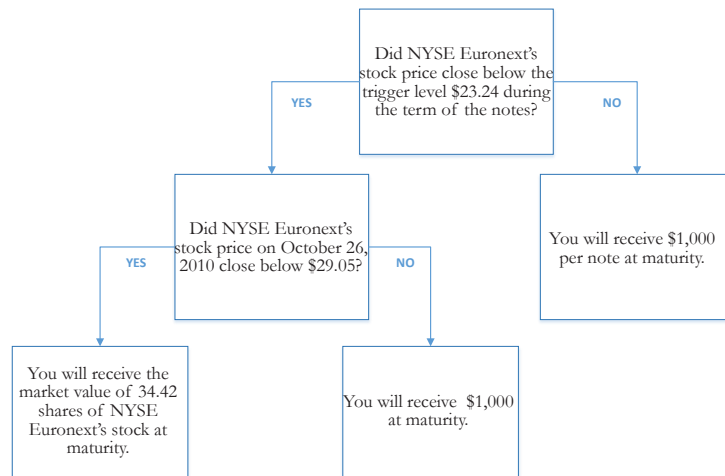 Did NYSE Euronext's
stock price close below the
trigger level $23.24 during
the term of the notes?
YES
NO
Did NYSE Euronext's
stock price on October 26,
2010 close below $29.05?
You will receive $1,000
per note at maturity.
YES
NO
You will receive the
market value of 34.42
shares of NYSE
Euronext's stock at
maturity.
You will receive $1,000
at maturity.